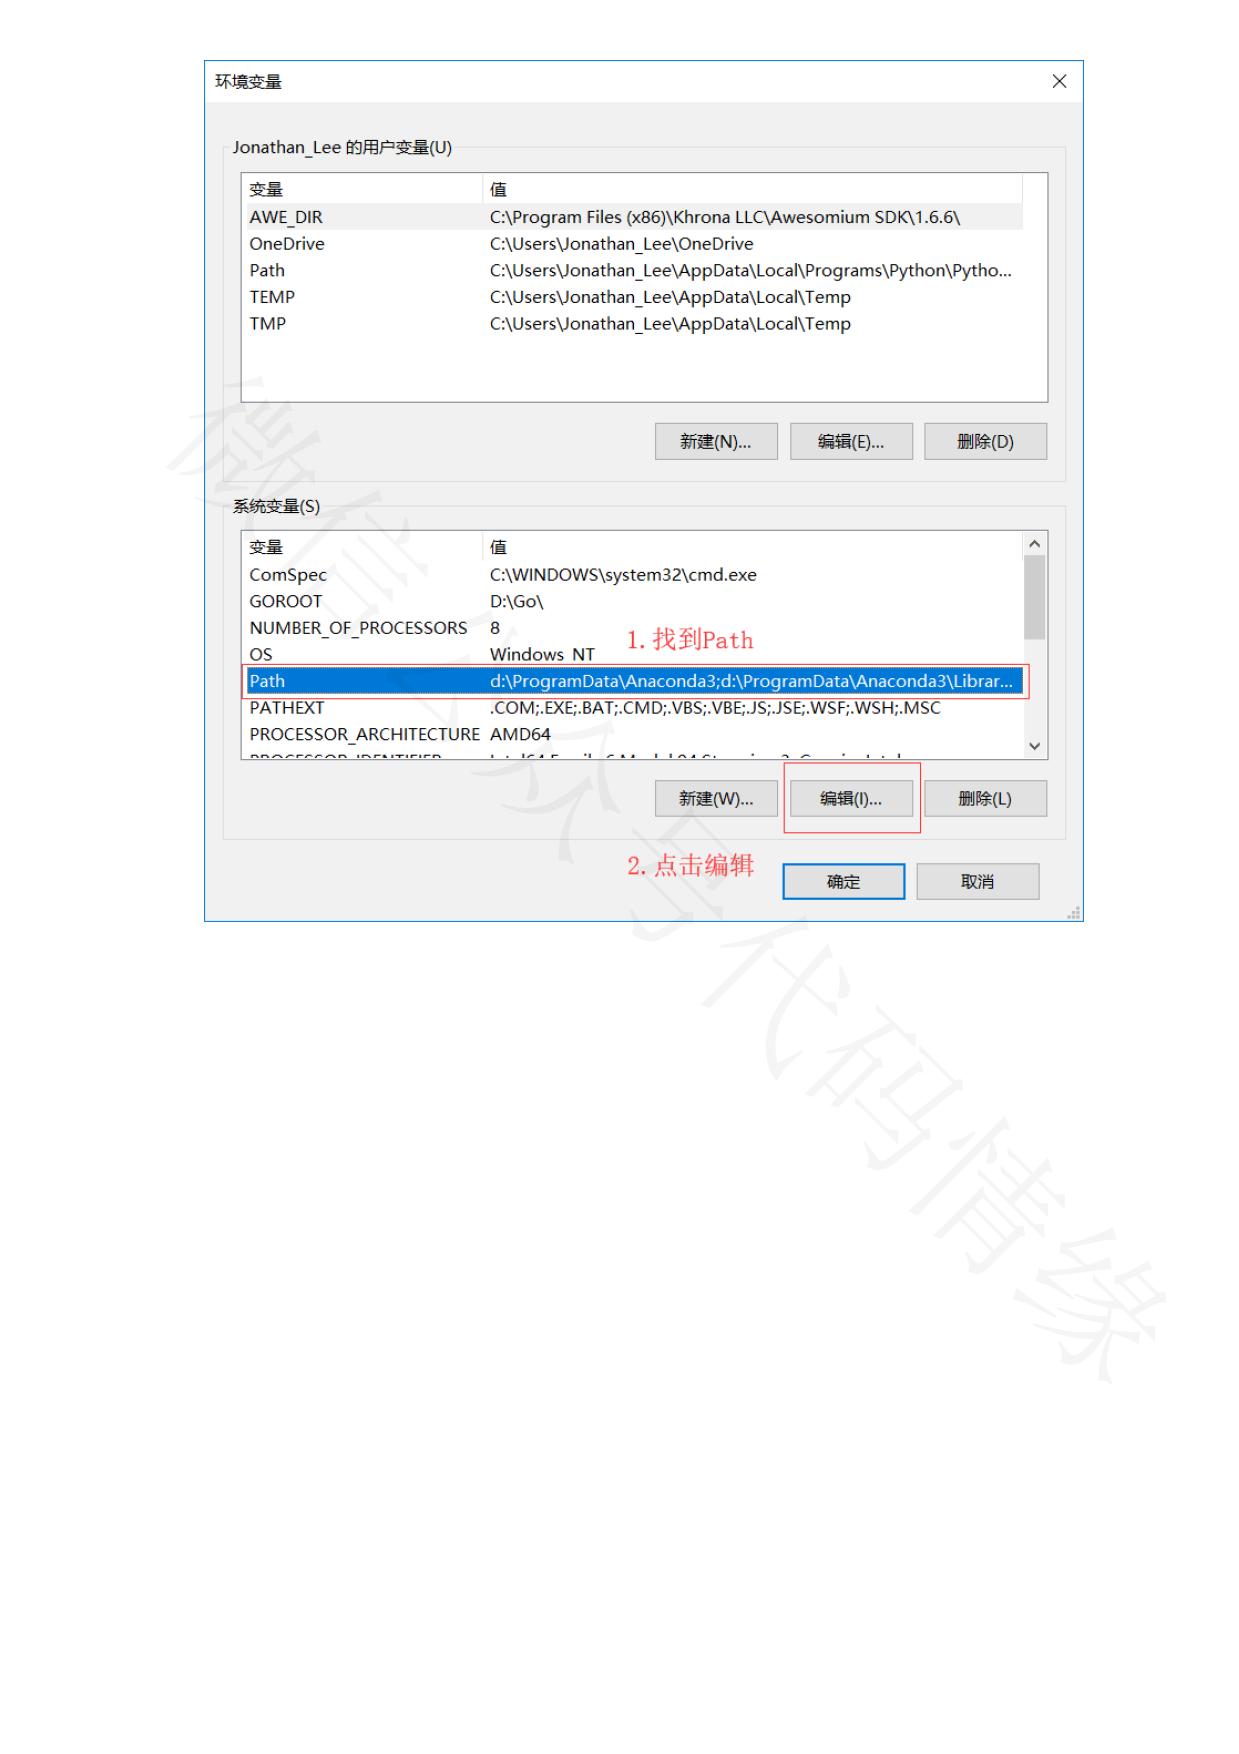 环境变量
Jonathan_Lee 的用户变量(U)
变量 值
AWE_DIR C:\Program Files (x86)\Khrona LLC\Awesomium SDK\1.6.6\
OneDrive C:\Users\Jonathan_Lee\OneDrive
Path C:\Users\Jonathan_Lee\AppData\Local\Programs\Python\Pytho...
TEMP C:\Users\Jonathan_Lee\AppData\Local\Temp
TMP C:\Users\Jonathan_Lee\AppData\Local\Temp
新建(N)... 编辑(E)... 删除(D)
系统变量(S)
变量 值
ComSpec C:\WINDOWS\system32\cmd.exe
GOROOT D:\Go\
NUMBER_OF_PROCESSORS 8
1.找到Path
OS Windows_NT
Path d:\ProgramData\Anaconda3;d:\ProgramData\Anaconda3\Librar...
PATHEXT .COM;.EXE;.BAT;.CMD;.VBS;.VBE;.JS;.JSE;.WSF;.WSH;.MSC
PROCESSOR_ARCHITECTURE AMD64
新建(W)... 编辑(I)... 删除(L)
2.点击编辑
确定 取消
微信公众号代码情缘